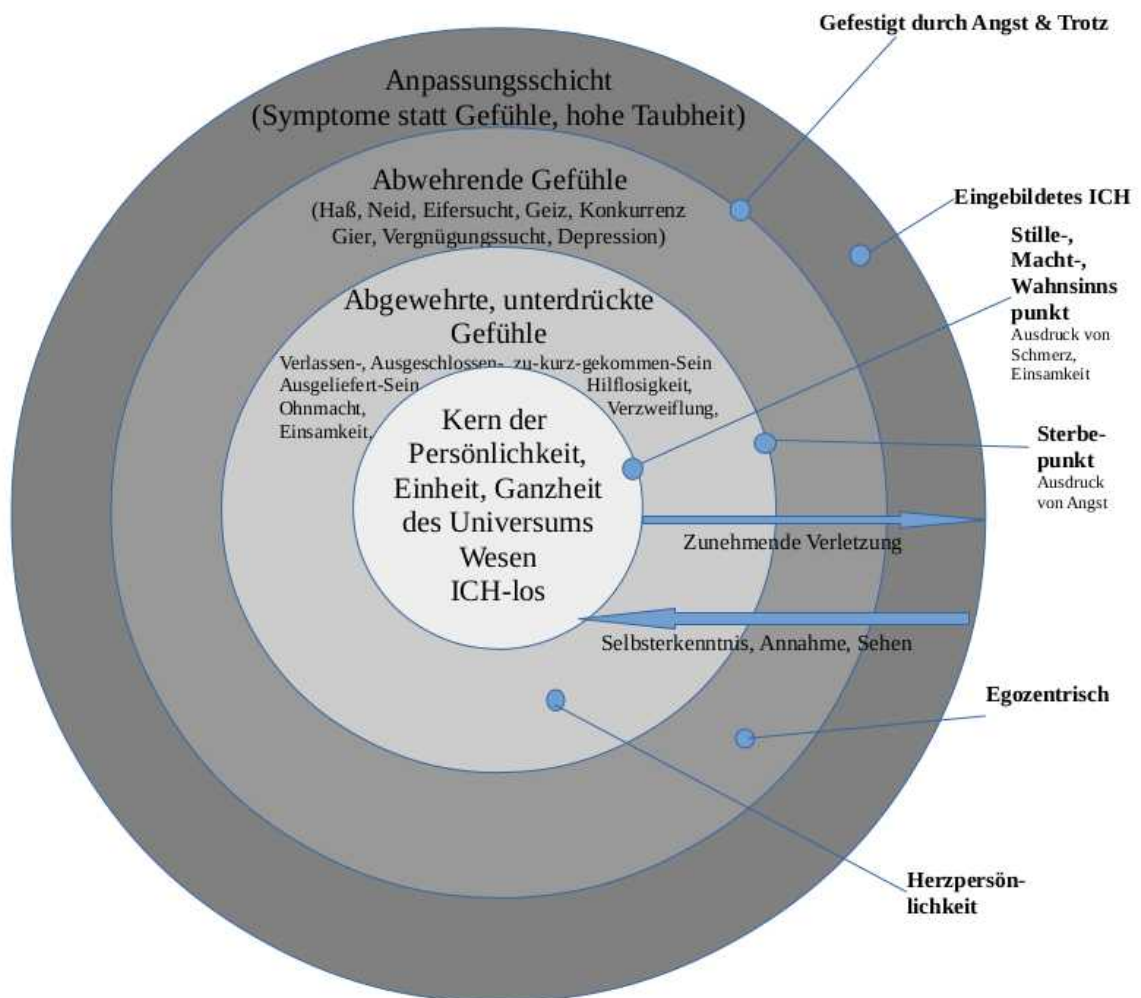 Gefestigt durch Angst & Trotz
Anpassungsschicht
(Symptome statt Gefühle, hohe Taubheit)
Abwehrende Gefühle
(Haß, Neid, Eifersucht, Geiz, Konkurrenz
Gier, Vergnügungssucht, Depression)
Eingebildetes ICH
Stille-,
Macht-,
Wahnsinns
punkt
Ausdruck von
Schmerz,
Einsamkeit
Abgewehrte, unterdrückte
Gefühle
Verlassen-, Ausgeschlossen-, zu-kurz-gekommen-Sein
Ausgeliefert-Sein Hilflosigkeit,
Ohnmacht, Verzweiflung,
Einsamkeit,
Kern der
Persönlichkeit,
Einheit, Ganzheit
des Universums
Wesen
ICH-los
Sterbe-
punkt
Ausdruck
von Angst
Zunehmende Verletzung
Selbsterkenntnis, Annahme, Sehen
Egozentrisch
Herzpersön-
lichkeit